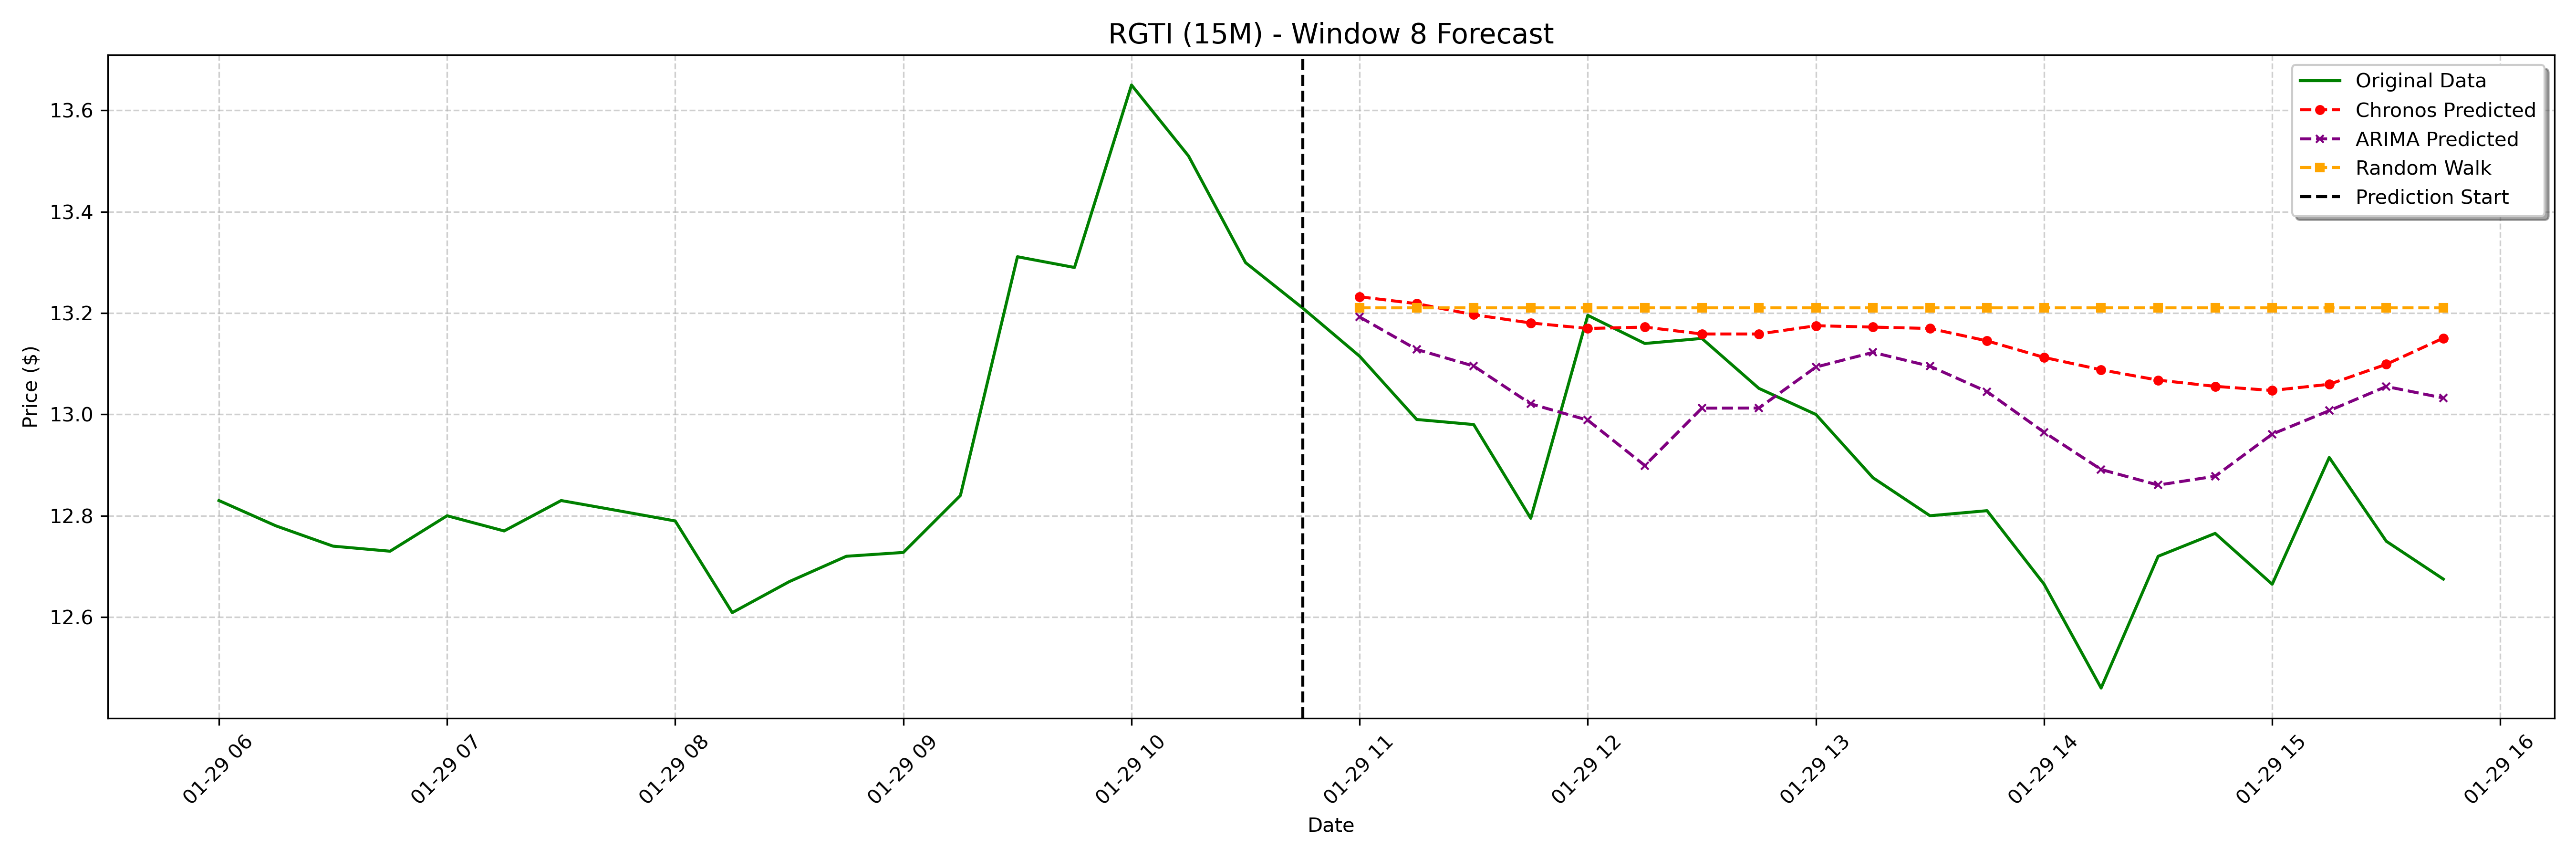 RGTI (15M) - Window 8 Forecast
Original Data
Chronos Predicted
ARIMA Predicted
Random Walk
Prediction Start
Price ($)
13.6
13.4
13.2
13.0
12.8
12.6
01-29 06
01-29 07
01-29 08
01-29 09
01-29 10
01-29 11
01-29 12
01-29 13
01-29 14
01-29 15
01-29 16
Date